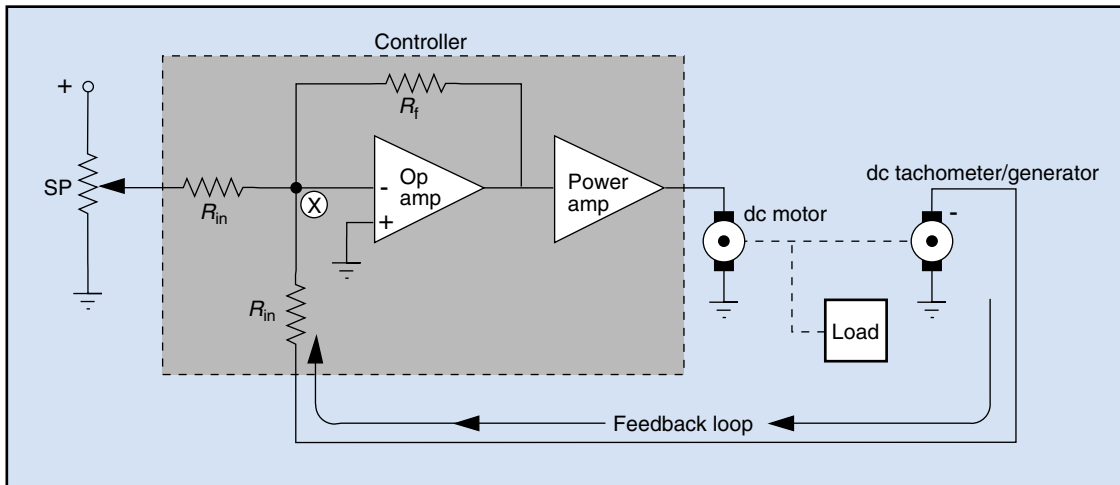 Controller
+
R_f
SP
R_in
X
-
+
Op
amp
Power
amp
dc tachometer/generator
dc motor
-
R_in
Load
Feedback loop